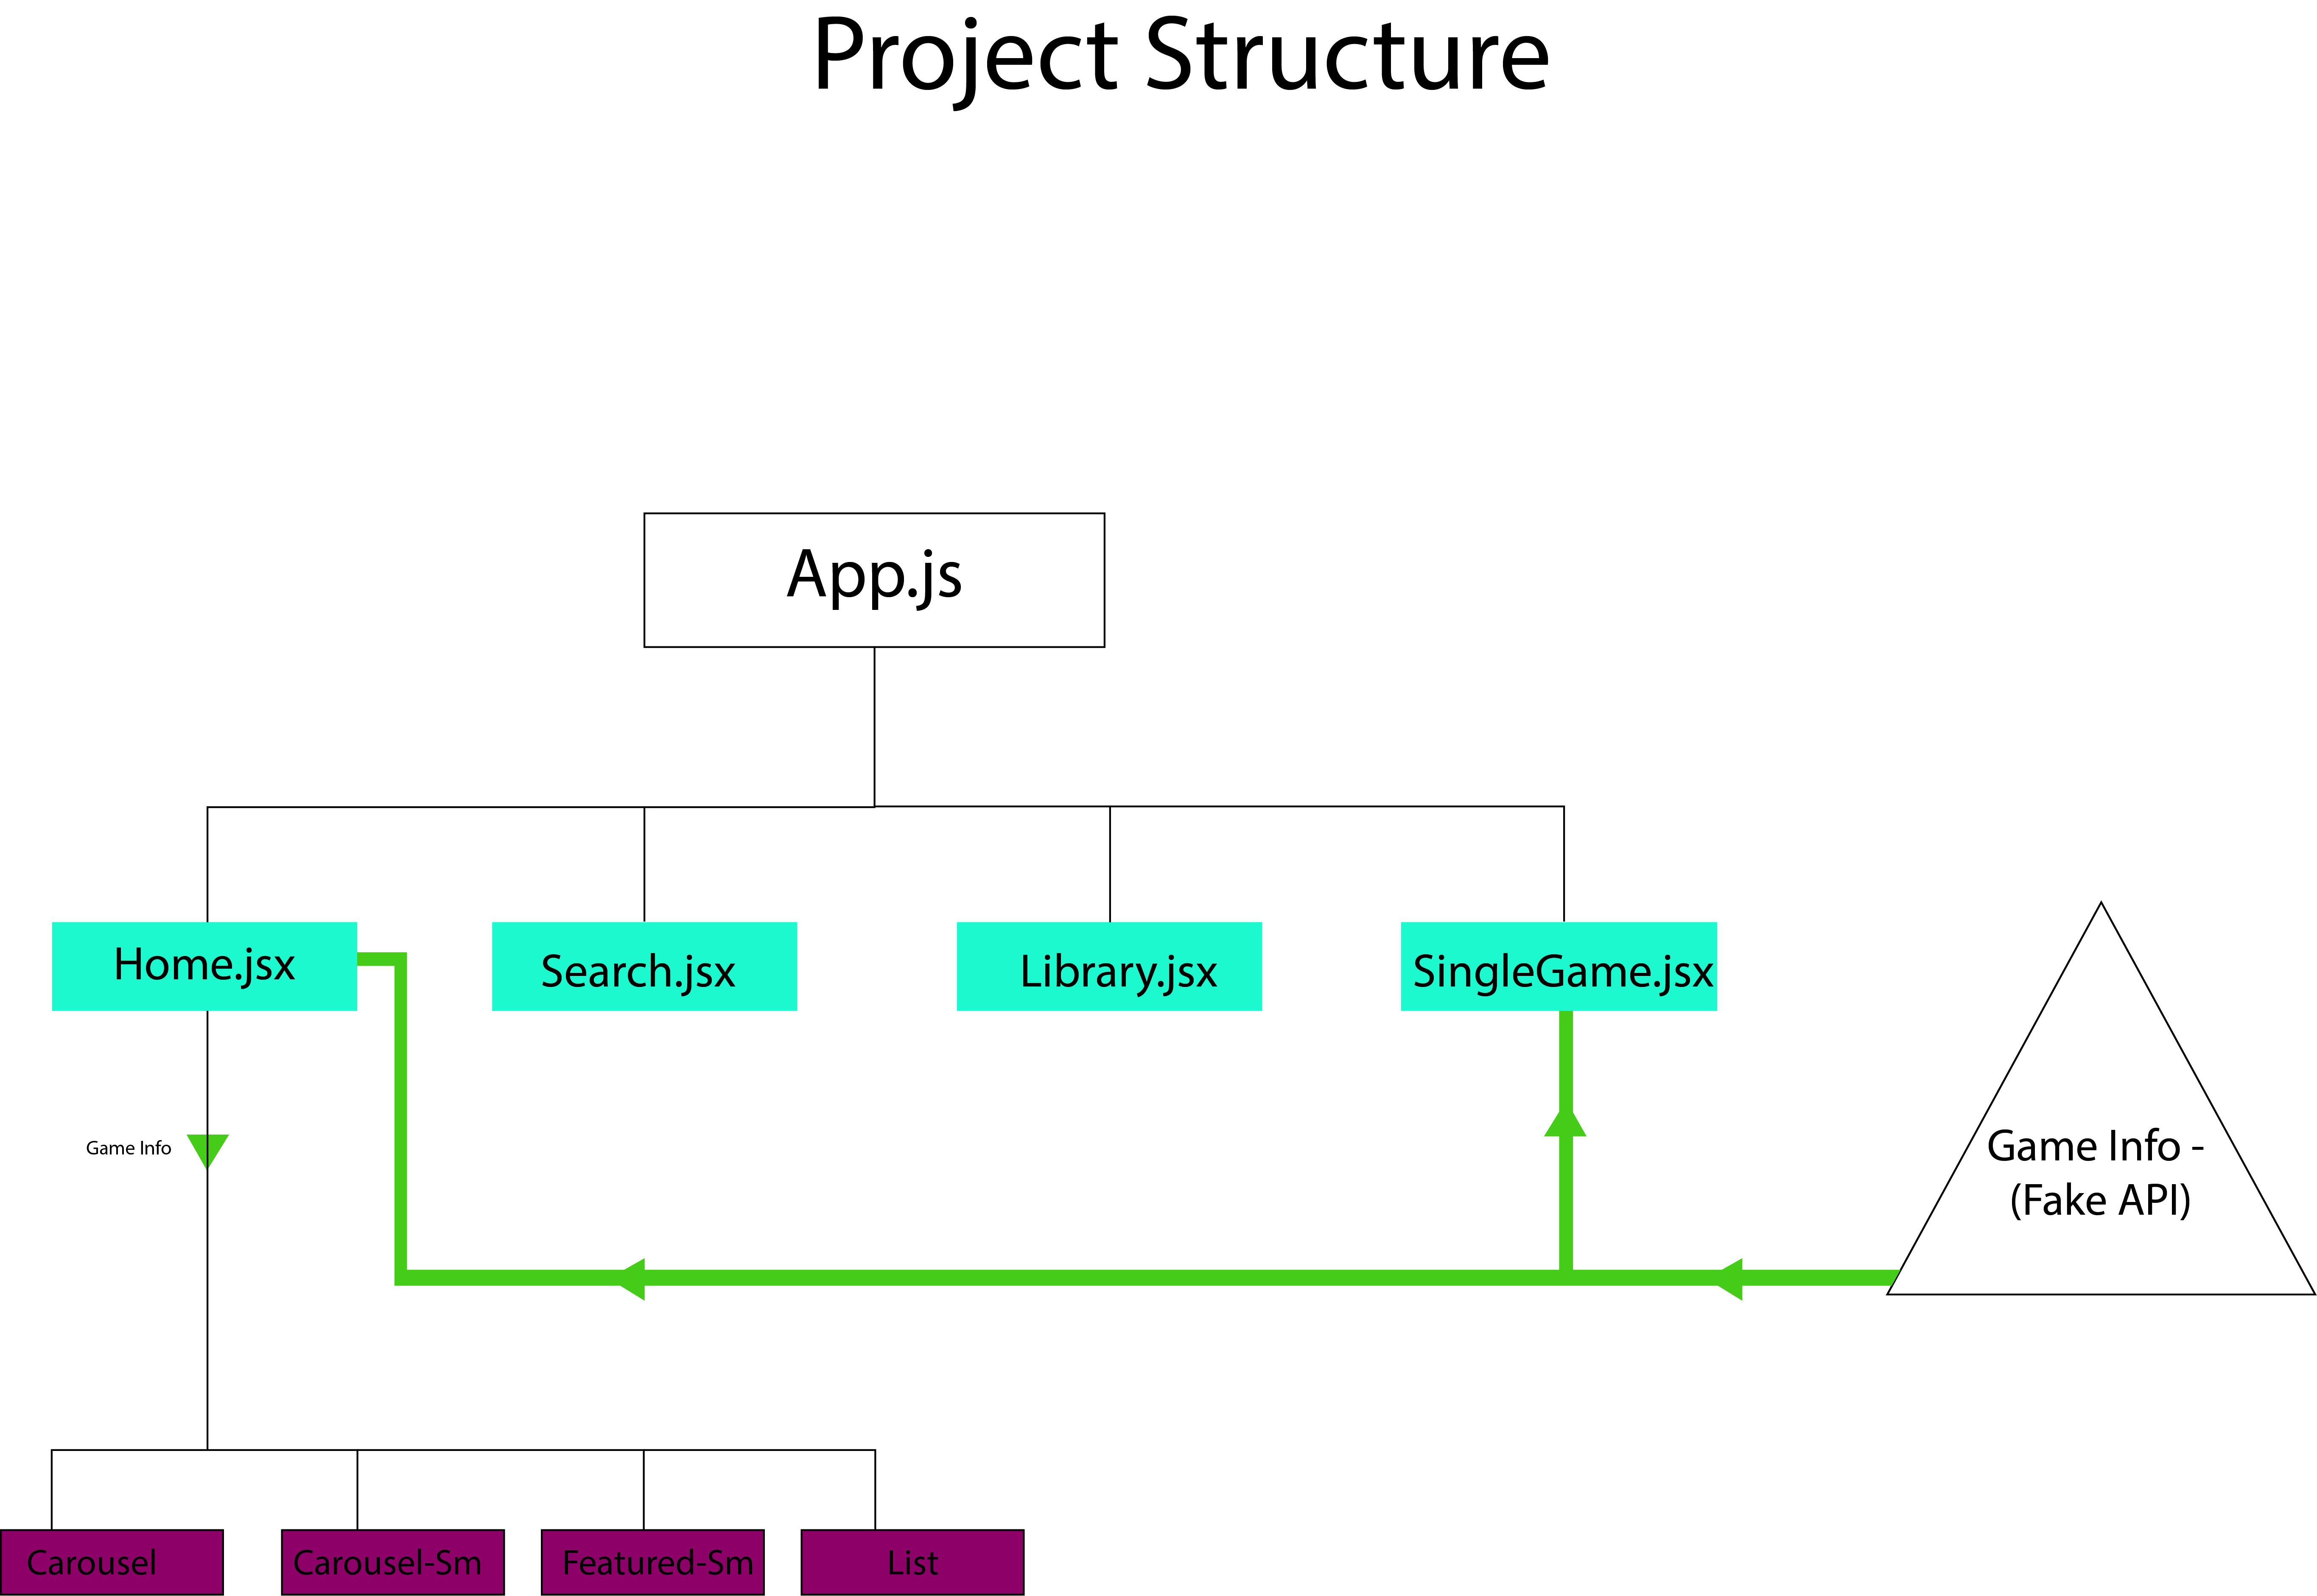 Project Structure
App.js
Home.jsx
Search.jsx
Library.jsx
SingleGame.jsx
Game Info
Game Info -
(Fake API)
Carousel
Carousel-Sm
Featured-Sm
List